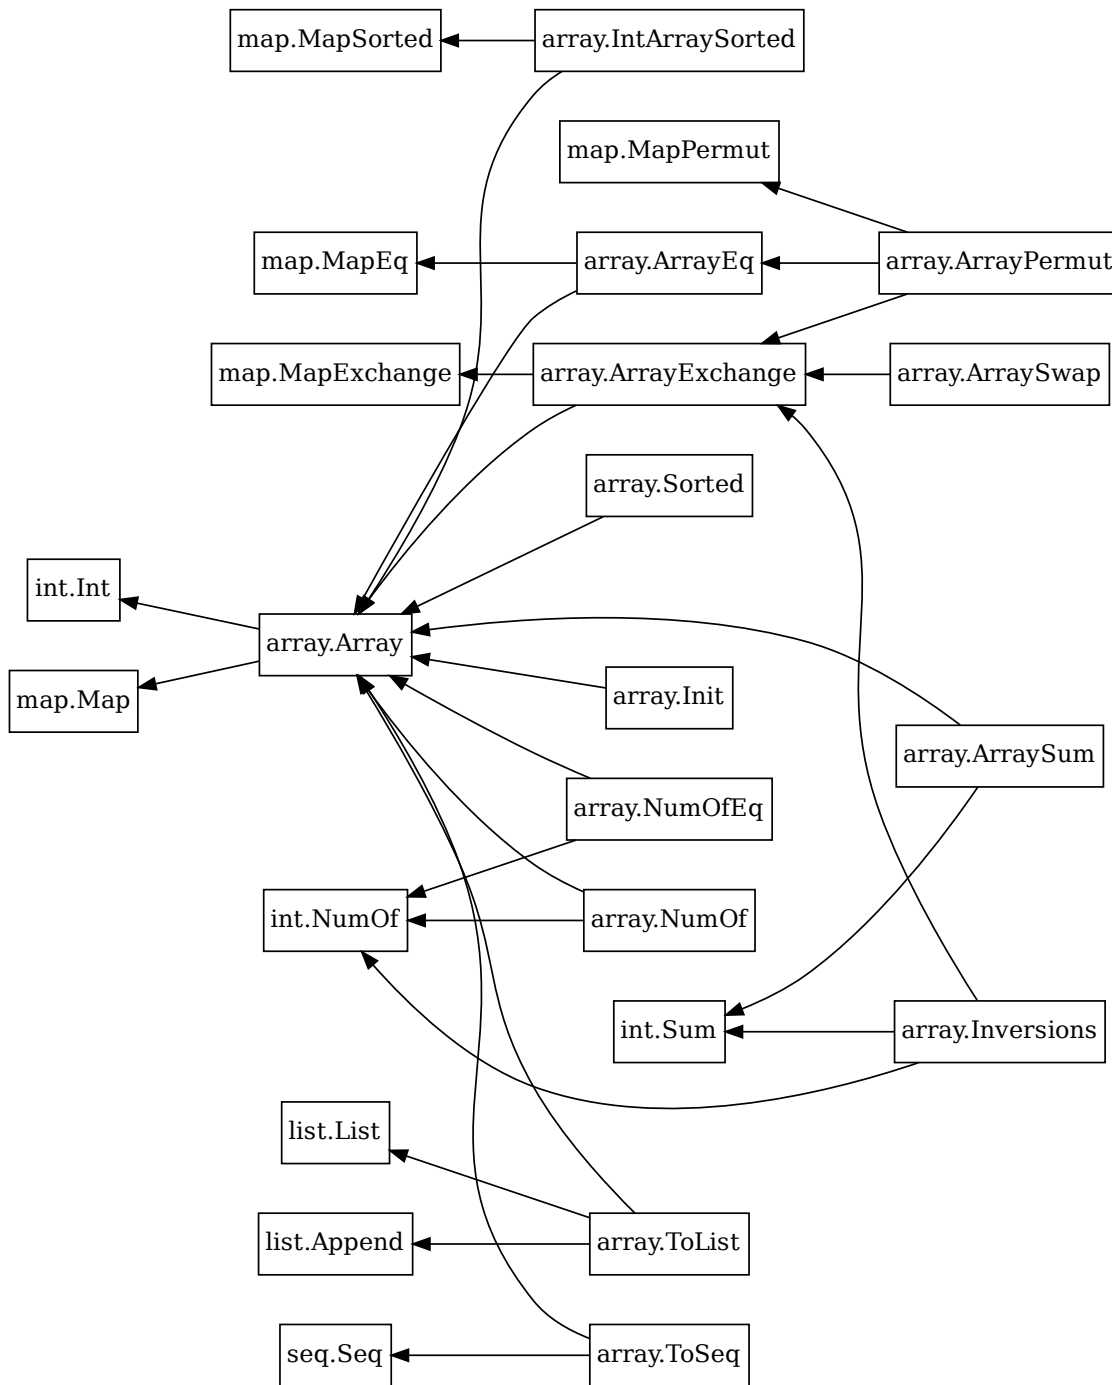 map.MapSorted
array.IntArraySorted
map.MapPermut
map.MapEq
array.ArrayEq
array.ArrayPermut
map.MapExchange
array.ArrayExchange
array.ArraySwap
array.Sorted
int.Int
array.Array
map.Map
array.Init
array.ArraySum
array.NumOfEq
int.NumOf
array.NumOf
int.Sum
array.Inversions
list.List
list.Append
array.ToList
seq.Seq
array.ToSeq